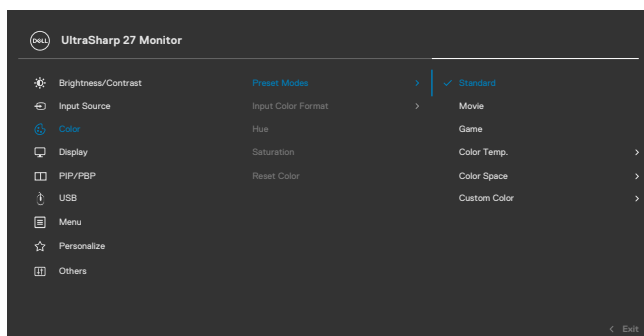 DELL UltraSharp 27 Monitor
Brightness/Contrast Preset Modes > ✓ Standard
Input Source Input Color Format > Movie
Color Hue Game
Display Saturation Color Temp. >
PIP/PBP Reset Color Color Space >
USB Custom Color >
Menu
Personalize
Others
< Exit